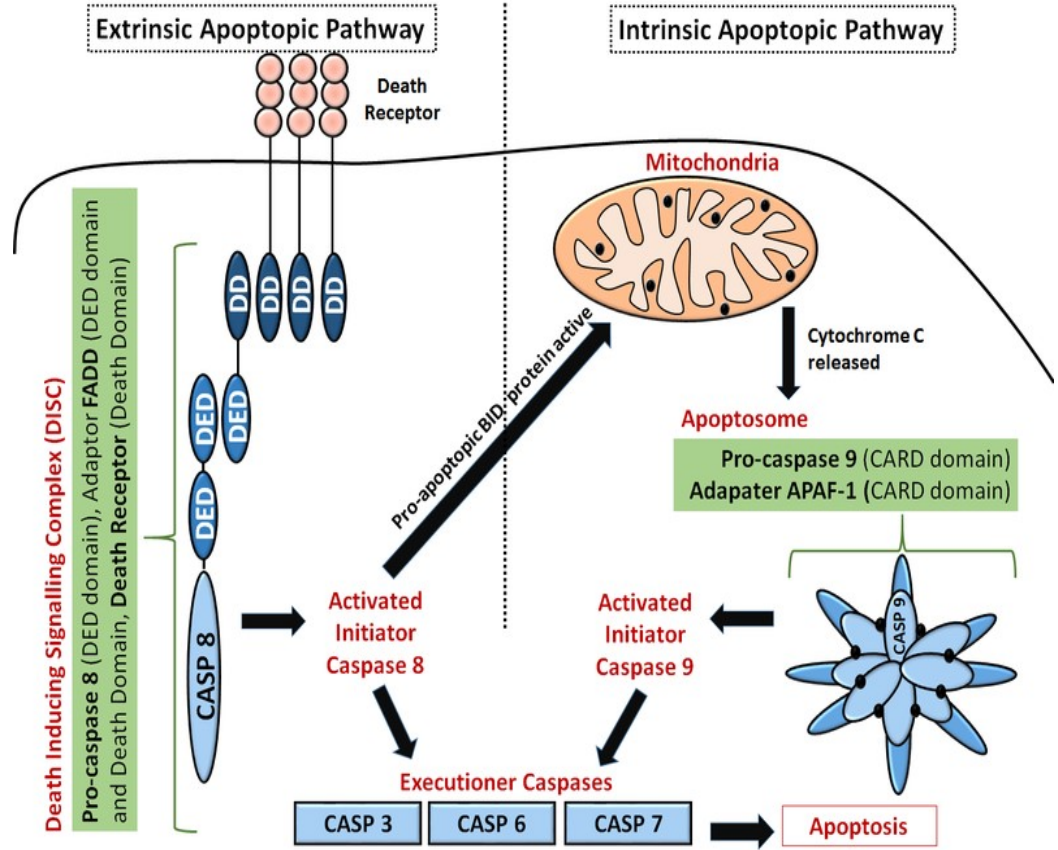 Extrinsic Apoptopic Pathway
Intrinsic Apoptopic Pathway
Death
Receptor
Mitochondria
DD
DD
DD
DD
DED
DED
DED
CASP 8
Death Inducing Signalling Complex (DISC)
Pro-caspase 8 (DED domain), Adaptor FADD (DED domain
and Death Domain, Death Receptor (Death Domain)
Pro-apoptopic BID protein active
Cytochrome C
released
Apoptosome
Pro-caspase 9 (CARD domain)
Adapater APAF-1 (CARD domain)
CASP 9
Activated
Initiator
Caspase 8
Activated
Initiator
Caspase 9
Executioner Caspases
CASP 3
CASP 6
CASP 7
Apoptosis